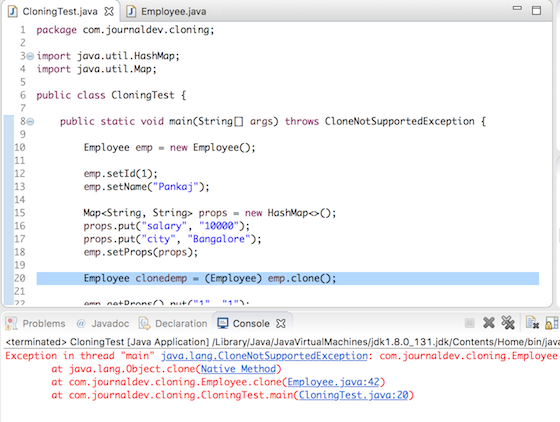 CloningTest.java Employee.java
1 package com.journaldev.cloning;
2
3 import java.util.HashMap;
4 import java.util.Map;
5
6 public class CloningTest {
7
8 public static void main(String[] args) throws CloneNotSupportedException {
9
10 Employee emp = new Employee();
11
12 emp.setId(1);
13 emp.setName("Pankaj");
14
15 Map<String, String> props = new HashMap<>();
16 props.put("salary", "10000");
17 props.put("city", "Bangalore");
18 emp.setProps(props);
19
20 Employee clonedemp = (Employee) emp.clone();
21
22 emp.getProps().put("1", "1");
Problems Javadoc Declaration Console
<terminated> CloningTest [Java Application] /Library/Java/JavaVirtualMachines/jdk1.8.0_131.jdk/Contents/Home/bin/java
Exception in thread "main" java.lang.CloneNotSupportedException: com.journaldev.cloning.Employee
at java.lang.Object.clone(Native Method)
at com.journaldev.cloning.Employee.clone(Employee.java:42)
at com.journaldev.cloning.CloningTest.main(CloningTest.java:20)